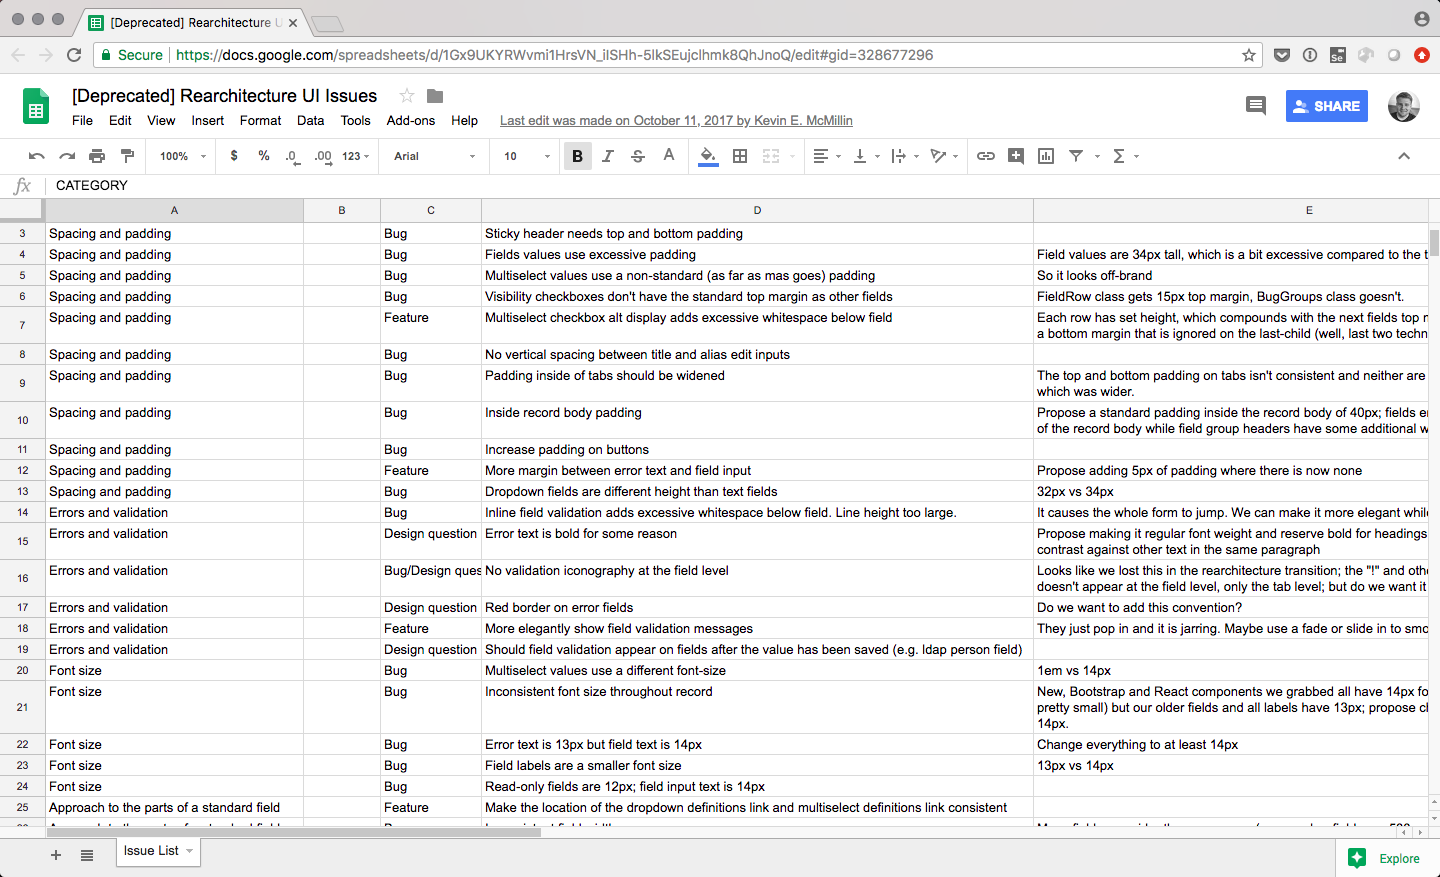 [Deprecated] Rearchitecture U
Secure https://docs.google.com/spreadsheets/d/1Gx9UKYRWvmi1HrsVN_iISHh-5lkSEujcIhmk8QhJnoQ/edit#gid=328677296
Se
[Deprecated] Rearchitecture UI Issues
SHARE
File Edit View Insert Format Data Tools Add-ons Help Last edit was made on October 11, 2017 by Kevin E. McMillin
100% $ % .0 .00 123 Arial 10 B I S A Σ
fx CATEGORY
A B C D E
3 Spacing and padding Bug Sticky header needs top and bottom padding
4 Spacing and padding Bug Fields values use excessive padding Field values are 34px tall, which is a bit excessive compared to the t
5 Spacing and padding Bug Multiselect values use a non-standard (as far as mas goes) padding So it looks off-brand
6 Spacing and padding Bug Visibility checkboxes don't have the standard top margin as other fields FieldRow class gets 15px top margin, BugGroups class goesn't.
7 Spacing and padding Feature Multiselect checkbox alt display adds excessive whitespace below field Each row has set height, which compounds with the next fields top
a bottom margin that is ignored on the last-child (well, last two techn
8 Spacing and padding Bug No vertical spacing between title and alias edit inputs
9 Spacing and padding Bug Padding inside of tabs should be widened The top and bottom padding on tabs isn't consistent and neither are
which was wider.
10 Spacing and padding Bug Inside record body padding Propose a standard padding inside the record body of 40px; fields
of the record body while field group headers have some additional w
11 Spacing and padding Bug Increase padding on buttons
12 Spacing and padding Feature More margin between error text and field input Propose adding 5px of padding where there is now none
13 Spacing and padding Bug Dropdown fields are different height than text fields 32px vs 34px
14 Errors and validation Bug Inline field validation adds excessive whitespace below field. Line height too large. It causes the whole form to jump. We can make it more elegant whil
15 Errors and validation Design question Error text is bold for some reason Propose making it regular font weight and reserve bold for headings
contrast against other text in the same paragraph
16 Errors and validation Bug/Design ques No validation iconography at the field level Looks like we lost this in the rearchitecture transition; the "!" and oth
doesn't appear at the field level, only the tab level; but do we want it
17 Errors and validation Design question Red border on error fields Do we want to add this convention?
18 Errors and validation Feature More elegantly show field validation messages They just pop in and it is jarring. Maybe use a fade or slide in to smo
19 Errors and validation Design question Should field validation appear on fields after the value has been saved (e.g. ldap person field)
20 Font size Bug Multiselect values use a different font-size 1em vs 14px
21 Font size Bug Inconsistent font size throughout record New, Bootstrap and React components we grabbed all have 14px fo
pretty small) but our older fields and all labels have 13px; propose
14px.
22 Font size Bug Error text is 13px but field text is 14px Change everything to at least 14px
23 Font size Bug Field labels are a smaller font size 13px vs 14px
24 Font size Bug Read-only fields are 12px; field input text is 14px
25 Approach to the parts of a standard field Feature Make the location of the dropdown definitions link and multiselect definitions link consistent
Issue List
Explore